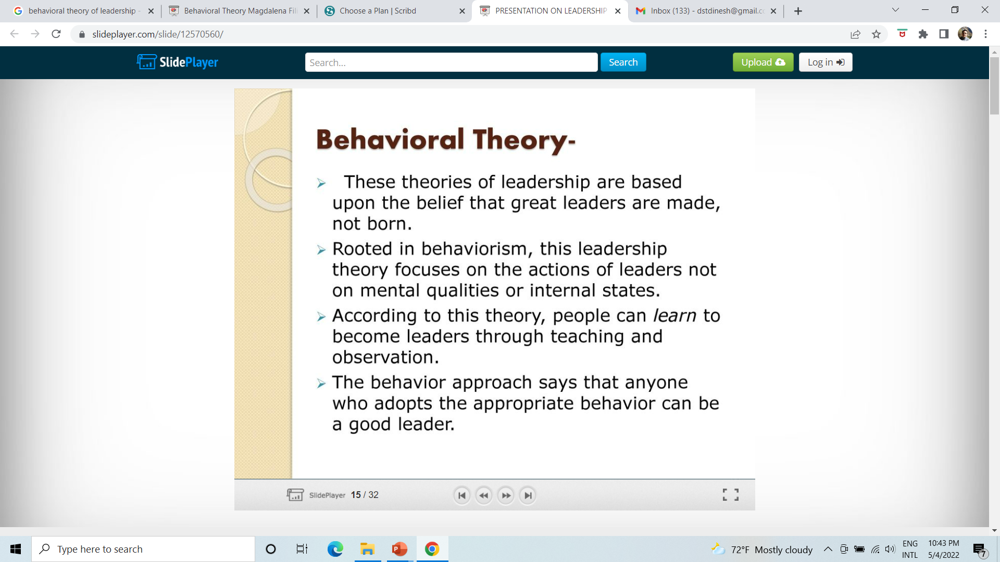 behavioral theory of leadership -
Behavioral Theory Magdalena Fili
Choose a Plan | Scribd
PRESENTATION ON LEADERSHIP
Inbox (133) - dstdinesh@gmail.co
slideplayer.com/slide/12570560/
SlidePlayer
Search...
Search
Upload
Log in
Behavioral Theory-
These theories of leadership are based
upon the belief that great leaders are made,
not born.
Rooted in behaviorism, this leadership
theory focuses on the actions of leaders not
on mental qualities or internal states.
According to this theory, people can learn to
become leaders through teaching and
observation.
The behavior approach says that anyone
who adopts the appropriate behavior can be
a good leader.
SlidePlayer 15 / 32
Type here to search
72°F Mostly cloudy
ENG
INTL
10:43 PM
5/4/2022
7